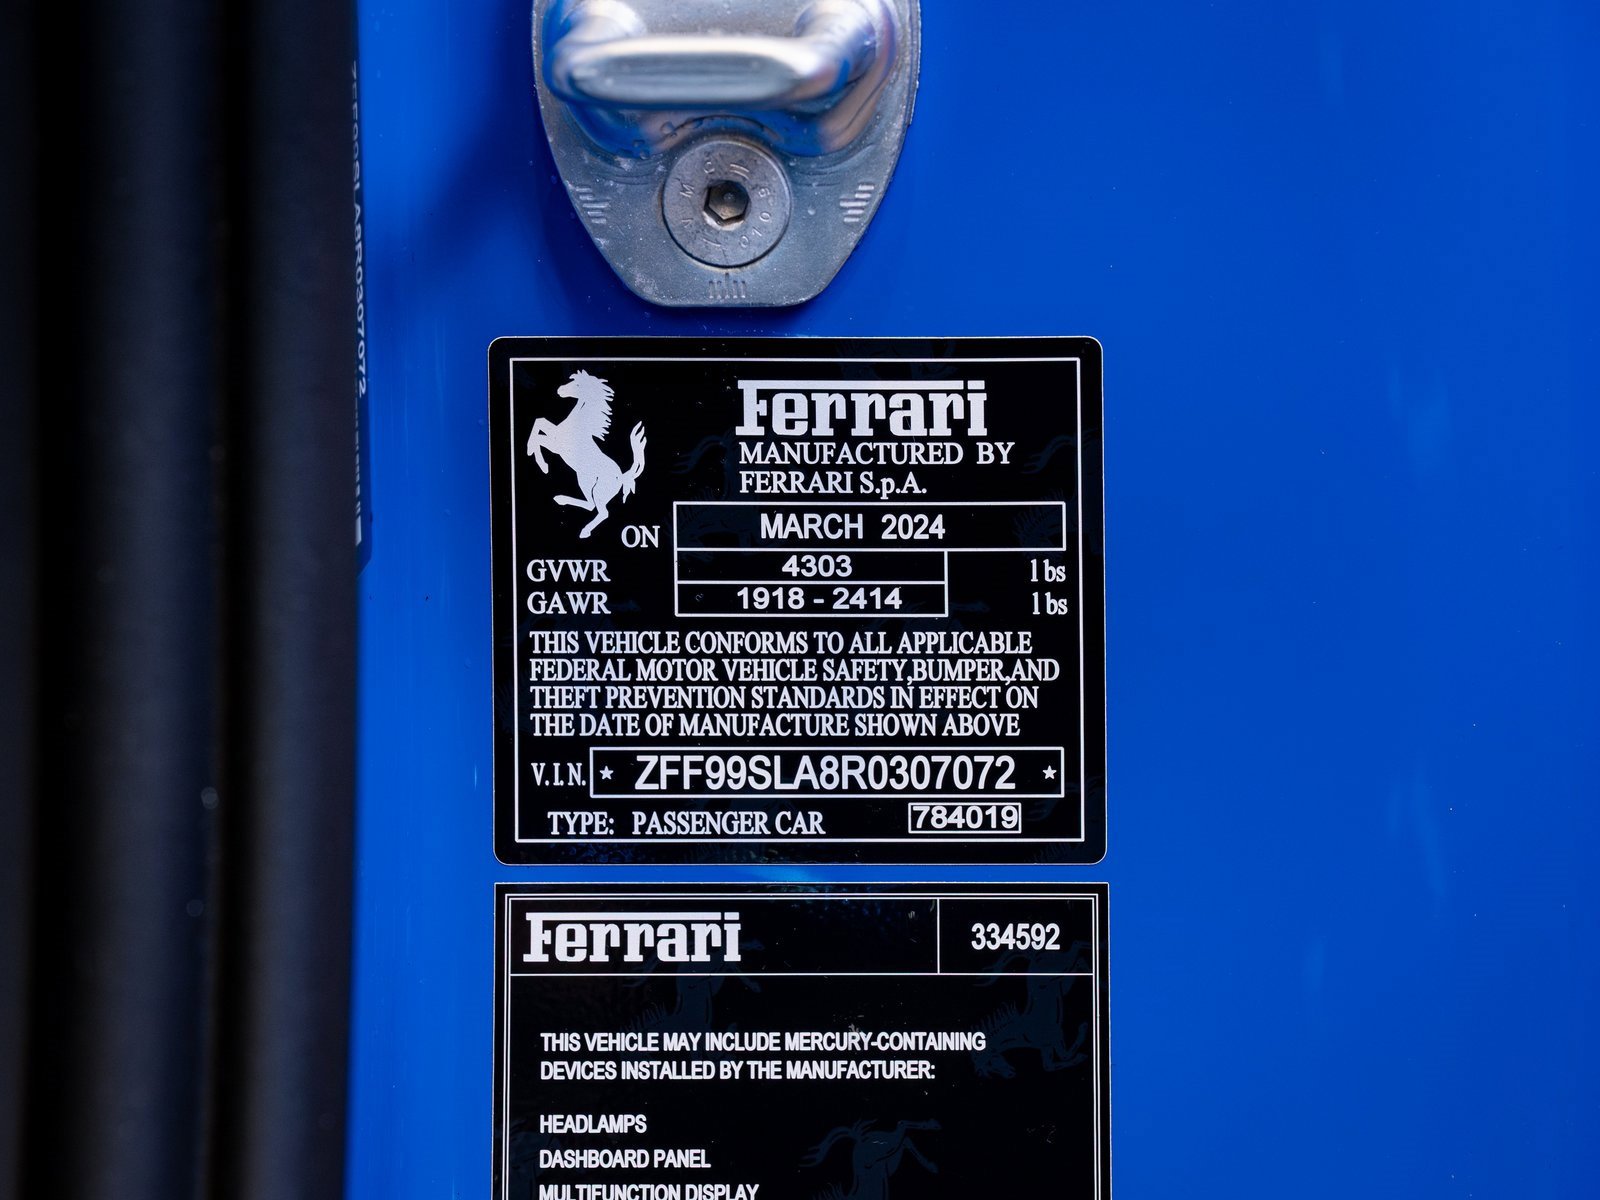 Ferrari
MANUFACTURED BY
FERRARI S.p.A.
ON MARCH 2024
GVWR 4303 lbs
GAWR 1918 - 2414 lbs
THIS VEHICLE CONFORMS TO ALL APPLICABLE
FEDERAL MOTOR VEHICLE SAFETY,BUMPER,AND
THEFT PREVENTION STANDARDS IN EFFECT ON
THE DATE OF MANUFACTURE SHOWN ABOVE
V.I.N. ★ ZFF99SLA8R0307072 ★
TYPE: PASSENGER CAR 784019
Ferrari 334592
THIS VEHICLE MAY INCLUDE MERCURY-CONTAINING
DEVICES INSTALLED BY THE MANUFACTURER:
HEADLAMPS
DASHBOARD PANEL
MULTIFUNCTION DISPLAY
ZFF99SLA8R0307072